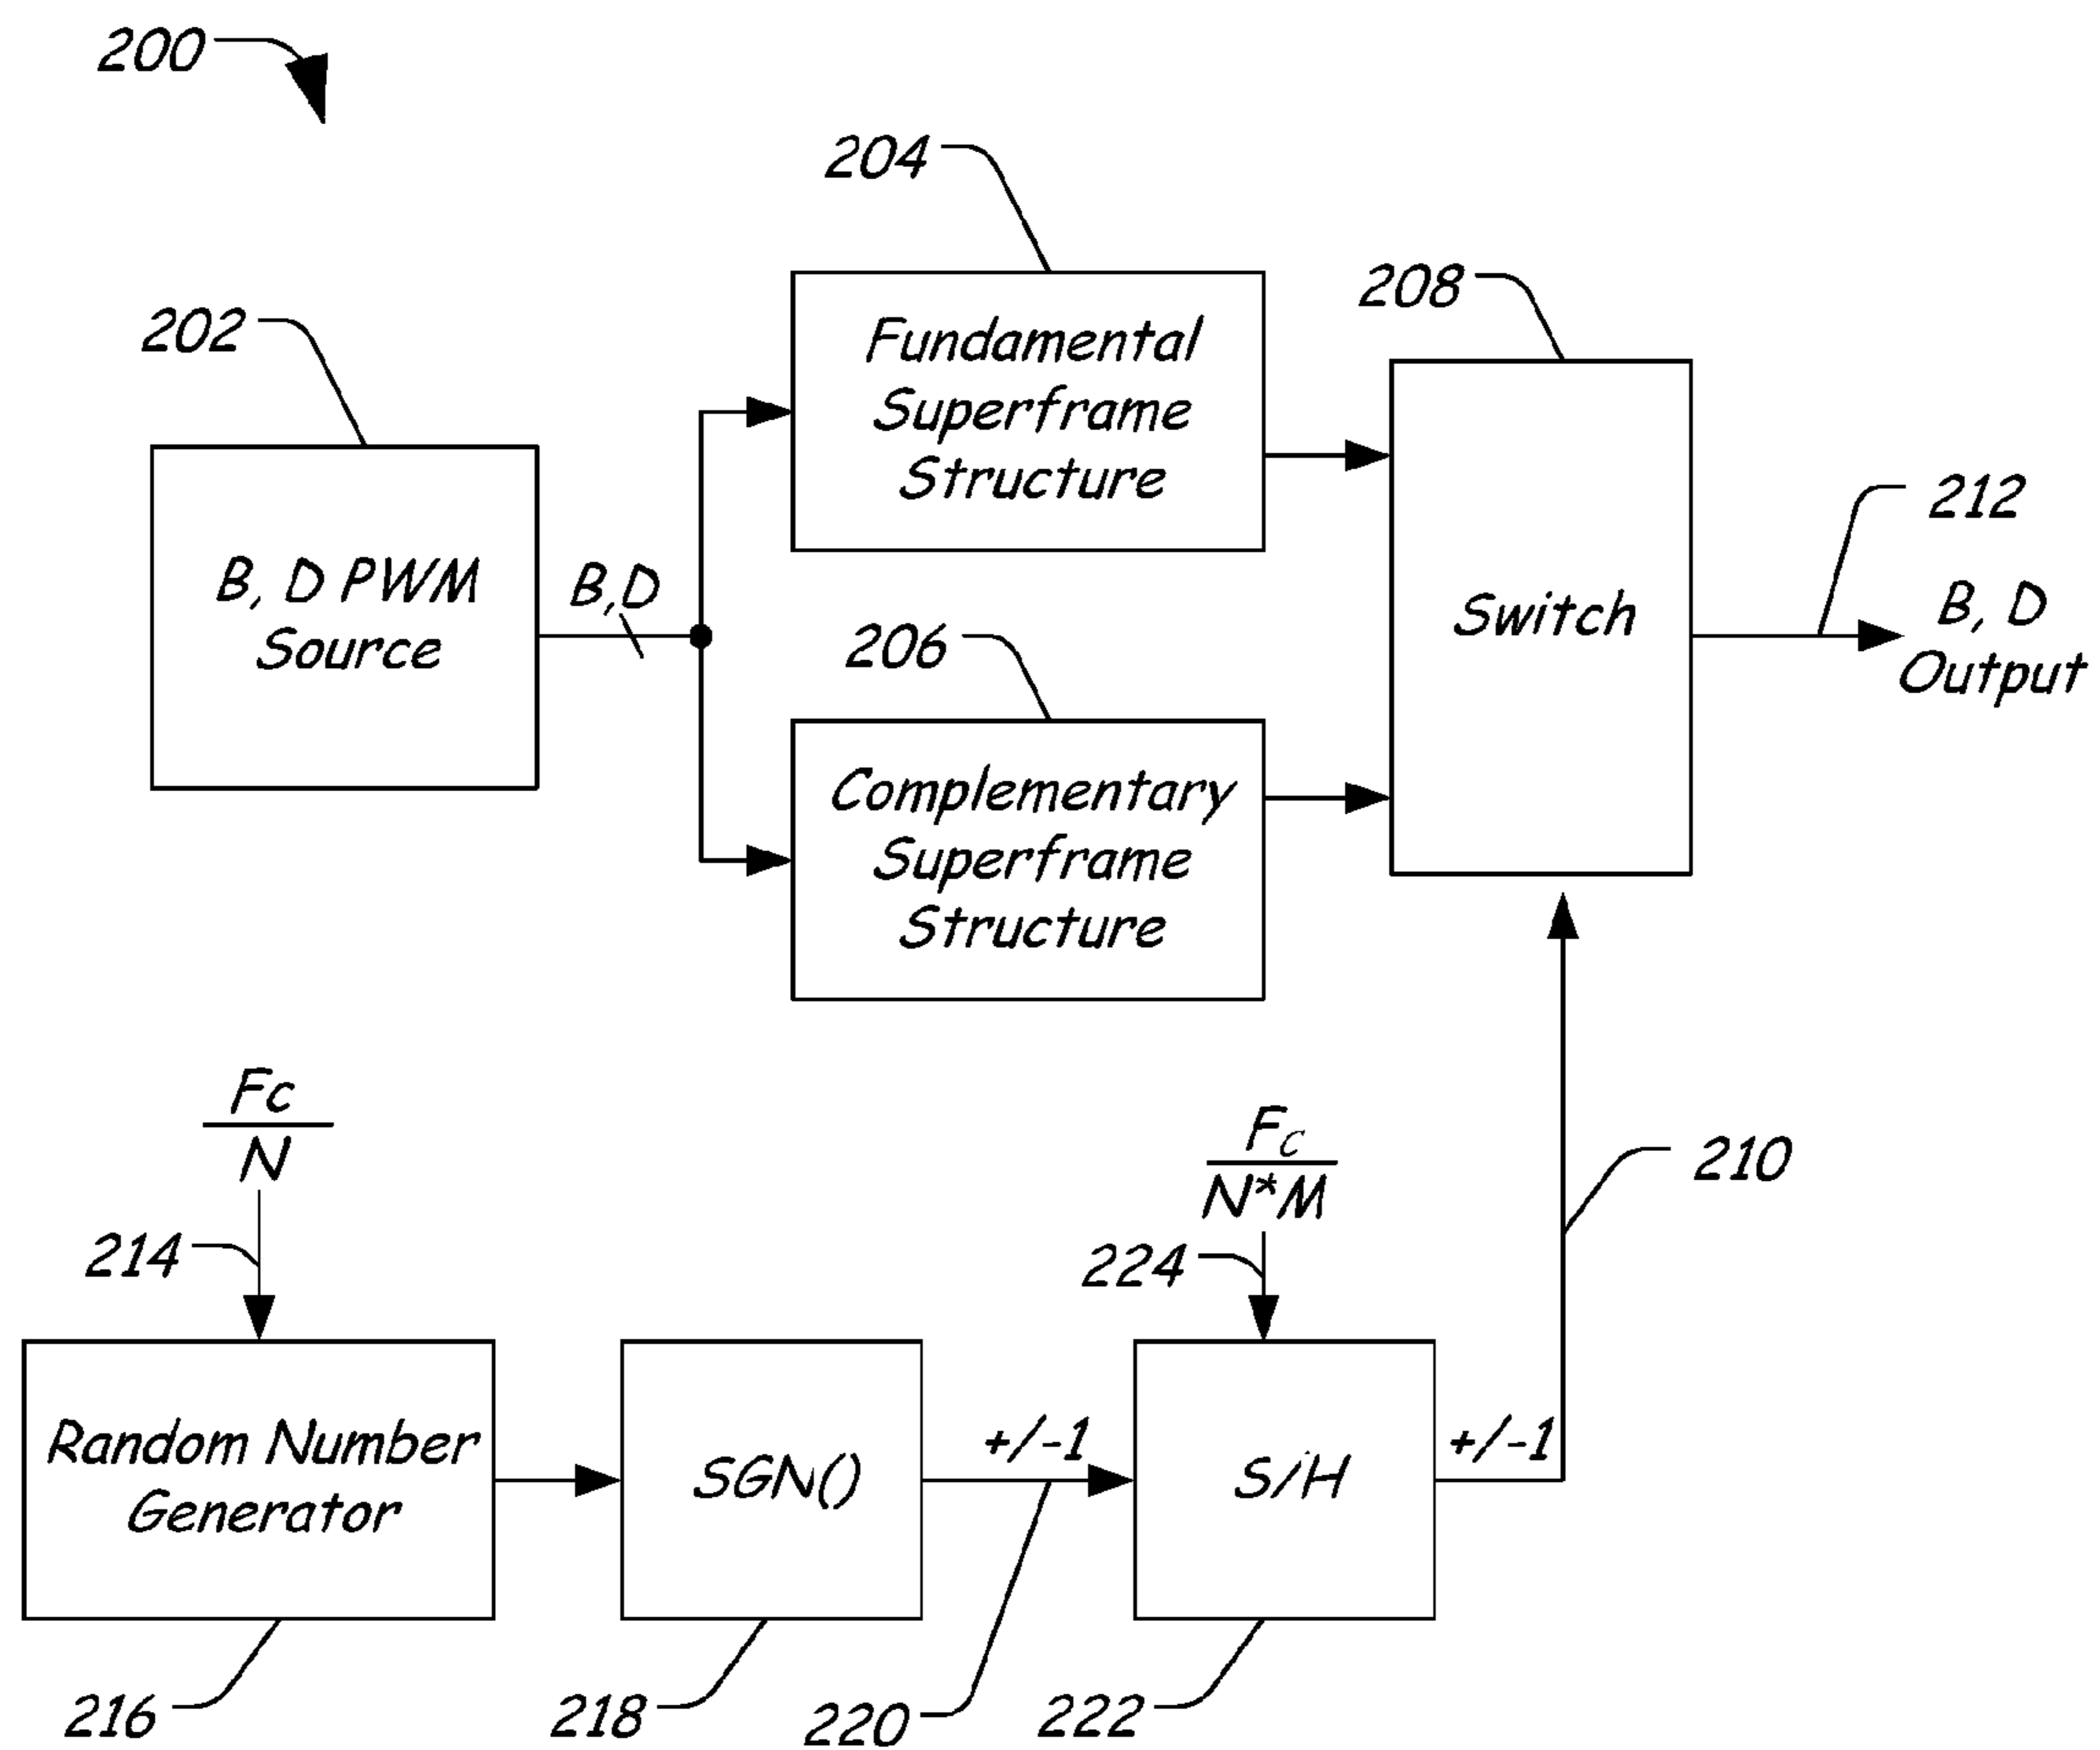 200
204
208
202
Fundamental
Superframe
Structure
212
B, D PWM
Source
B,D
Switch
B, D
Output
206
Complementary
Superframe
Structure
Fc
N
FC
N*M
210
214
224
Random Number
Generator
SGN()
+/-1
S/H
+/-1
216
218
220
222